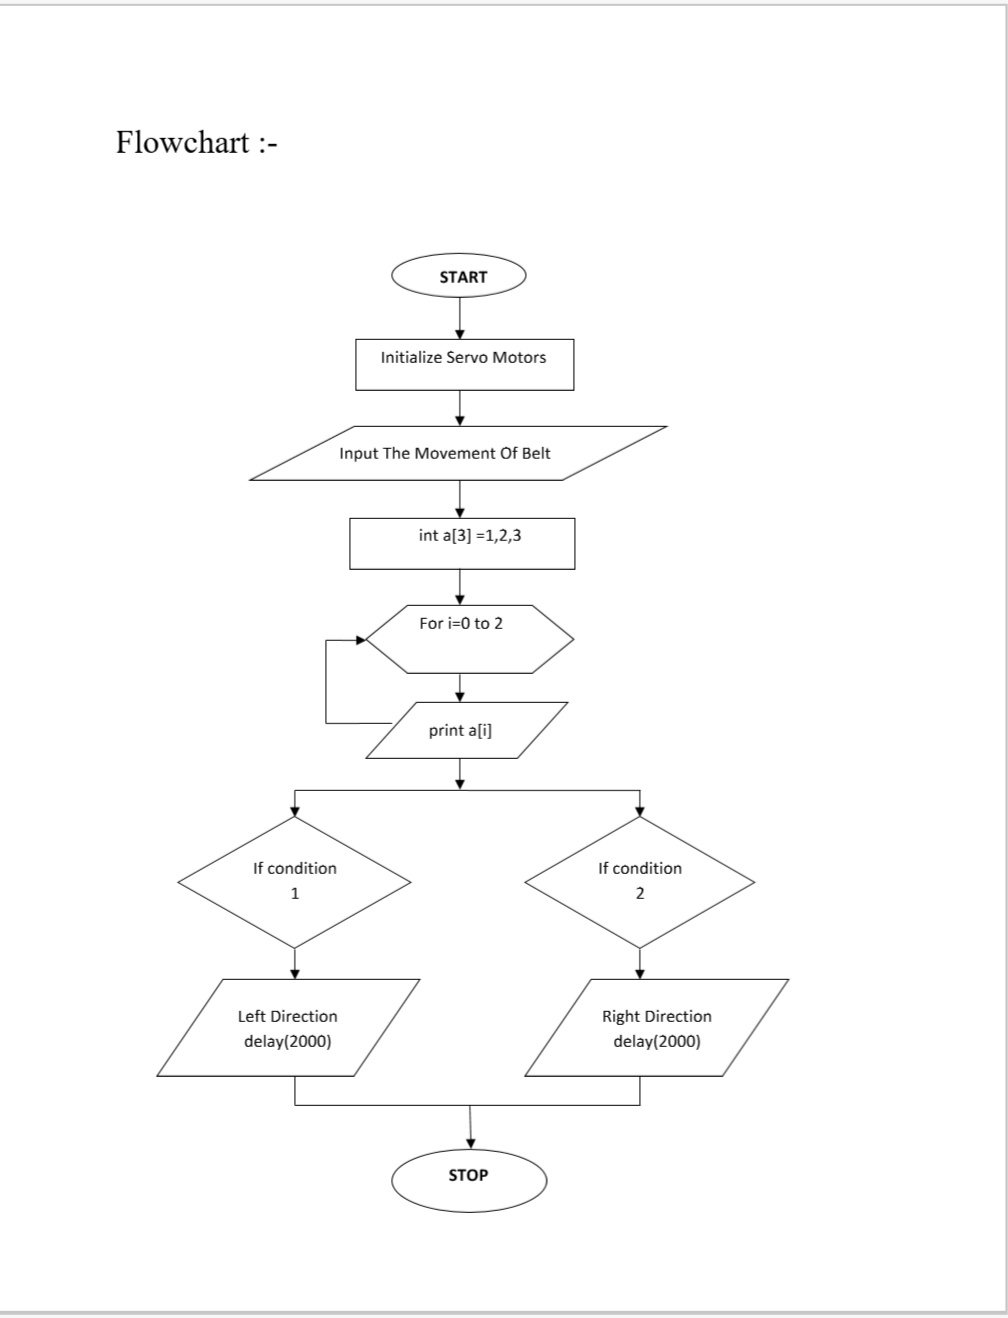 Flowchart :-
START
Initialize Servo Motors
Input The Movement Of Belt
int a[3] =1,2,3
For i=0 to 2
print a[i]
If condition
1
If condition
2
Left Direction
delay(2000)
Right Direction
delay(2000)
STOP